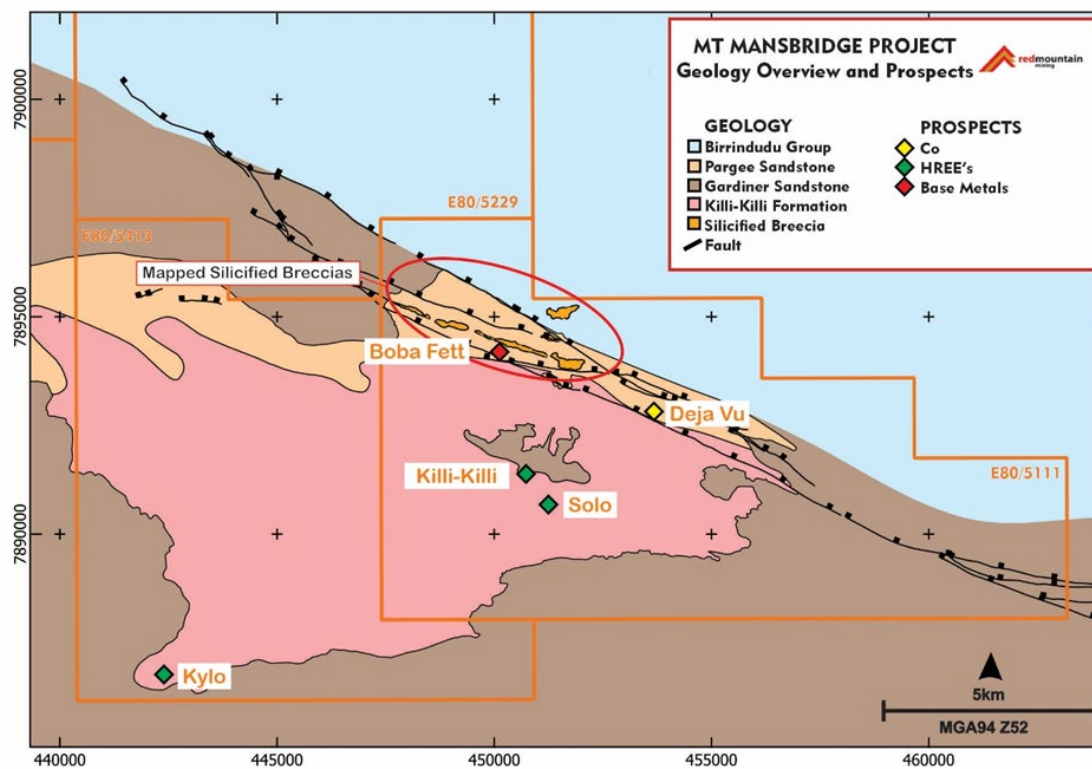 MT MANSBRIDGE PROJECT
Geology Overview and Prospects
redmountain
mining
GEOLOGY
Birrindudu Group
Pargee Sandstone
Gardiner Sandstone
Killi-Killi Formation
Silicified Breecia
Fault
PROSPECTS
Co
HREE's
Base Metals
7900000
7895000
7890000
E80/5229
E80/5413
Mapped Silicified Breccias
Boba Fett
Deja Vu
Killi-Killi
Solo
E80/5111
Kylo
5km
MGA94 Z52
440000
445000
450000
455000
460000